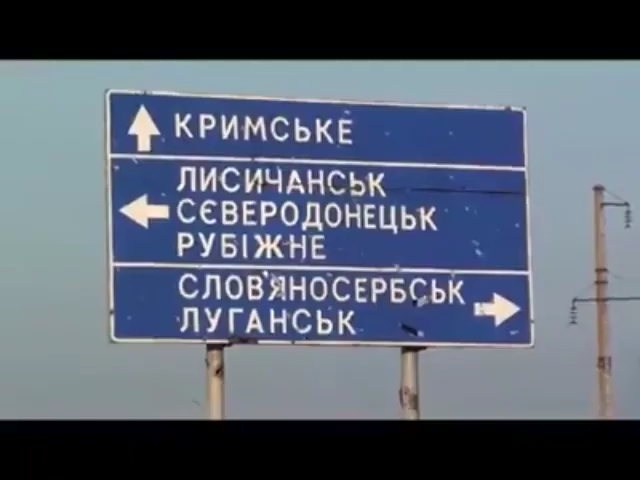 КРИМСЬКЕ
ЛИСИЧАНСЬК
СЄВЕРОДОНЕЦЬК
РУБІЖНЕ
СЛОВ'ЯНОСЕРБСЬК
ЛУГАНСЬК